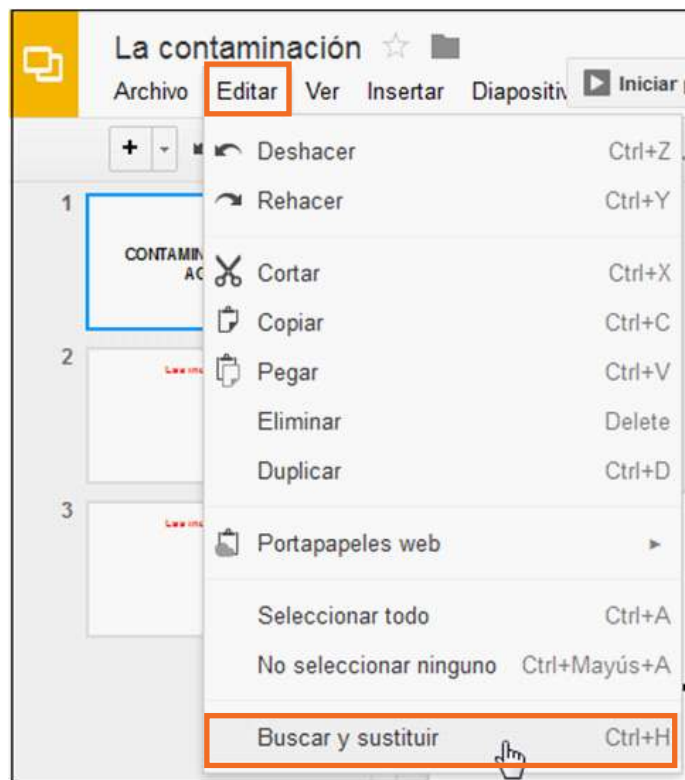 La contaminación
Archivo Editar Ver Insertar Diapositiv Iniciar
1
CONTAMIN
AG
Deshacer Ctrl+Z
Rehacer Ctrl+Y
Cortar Ctrl+X
Copiar Ctrl+C
2
Pegar Ctrl+V
Eliminar Delete
Duplicar Ctrl+D
3
Portapapeles web
Seleccionar todo Ctrl+A
No seleccionar ninguno Ctrl+Mayús+A
Buscar y sustituir Ctrl+H